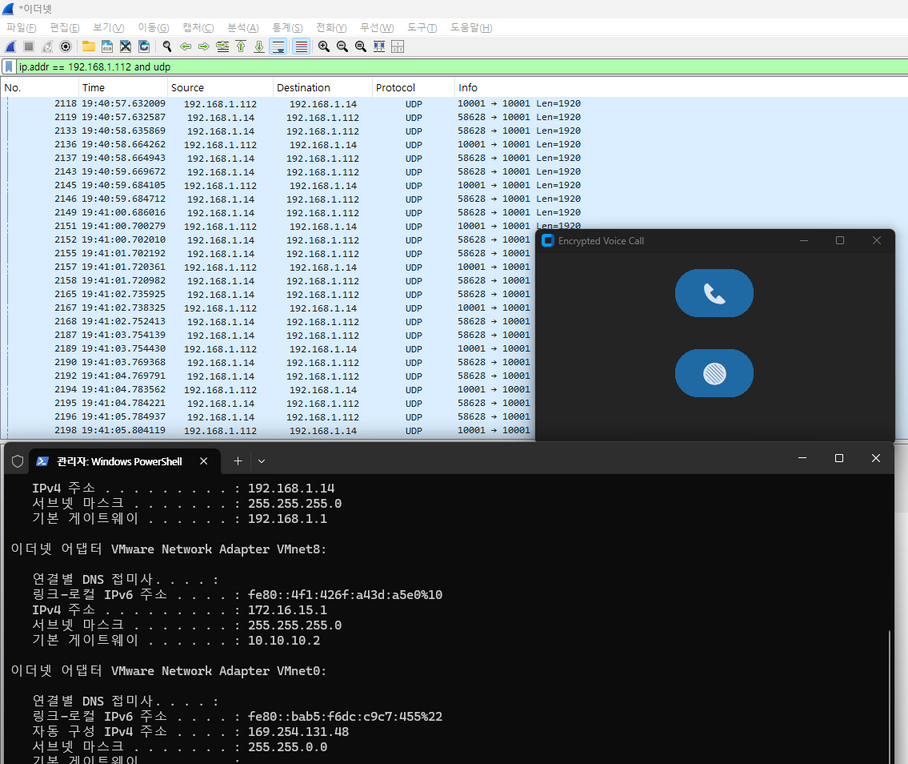 *이더넷
파일(F) 편집(E) 보기(V) 이동(G) 캡처(C) 분석(A) 통계(S) 전화(Y) 무선(W) 도구(T) 도움말(H)
ip.addr == 192.168.1.112 and udp
No. Time Source Destination Protocol Info
2118 19:40:57.632009 192.168.1.112 192.168.1.14 UDP 10001 → 10001 Len=1920
2119 19:40:57.632587 192.168.1.14 192.168.1.112 UDP 58628 → 10001 Len=1920
2133 19:40:58.635869 192.168.1.14 192.168.1.112 UDP 58628 → 10001 Len=1920
2136 19:40:58.664262 192.168.1.112 192.168.1.14 UDP 10001 → 10001 Len=1920
2137 19:40:58.664943 192.168.1.14 192.168.1.112 UDP 58628 → 10001 Len=1920
2143 19:40:59.669672 192.168.1.14 192.168.1.112 UDP 58628 → 10001 Len=1920
2145 19:40:59.684105 192.168.1.112 192.168.1.14 UDP 10001 → 10001 Len=1920
2146 19:40:59.684712 192.168.1.14 192.168.1.112 UDP 58628 → 10001 Len=1920
2149 19:41:00.686016 192.168.1.14 192.168.1.112 UDP 58628 → 10001 Len=1920
2151 19:41:00.700279 192.168.1.112 192.168.1.14 UDP 10001 → 10001 Len=1920
2152 19:41:00.702010 192.168.1.14 192.168.1.112 UDP 58628 → 10001
2155 19:41:01.702192 192.168.1.14 192.168.1.112 UDP 58628 → 10001
2157 19:41:01.720361 192.168.1.112 192.168.1.14 UDP 10001 → 10001
2158 19:41:01.720982 192.168.1.14 192.168.1.112 UDP 58628 → 10001
2165 19:41:02.735925 192.168.1.14 192.168.1.112 UDP 58628 → 10001
2167 19:41:02.738325 192.168.1.112 192.168.1.14 UDP 10001 → 10001
2168 19:41:02.752413 192.168.1.14 192.168.1.112 UDP 58628 → 10001
2187 19:41:03.754139 192.168.1.14 192.168.1.112 UDP 58628 → 10001
2189 19:41:03.754430 192.168.1.112 192.168.1.14 UDP 10001 → 10001
2190 19:41:03.769368 192.168.1.14 192.168.1.112 UDP 58628 → 10001
2192 19:41:04.769791 192.168.1.14 192.168.1.112 UDP 58628 → 10001
2194 19:41:04.783562 192.168.1.112 192.168.1.14 UDP 10001 → 10001
2195 19:41:04.784221 192.168.1.14 192.168.1.112 UDP 58628 → 10001
2196 19:41:05.784937 192.168.1.14 192.168.1.112 UDP 58628 → 10001
2198 19:41:05.804119 192.168.1.112 192.168.1.14 UDP 10001 → 10001
Encrypted Voice Call
관리자: Windows PowerShell
IPv4 주소 . . . . . . . . . : 192.168.1.14
서브넷 마스크 . . . . . . . : 255.255.255.0
기본 게이트웨이 . . . . . . : 192.168.1.1
이더넷 어댑터 VMware Network Adapter VMnet8:
연결별 DNS 접미사. . . . :
링크-로컬 IPv6 주소 . . . . : fe80::4f1:426f:a43d:a5e0%10
IPv4 주소 . . . . . . . . . : 172.16.15.1
서브넷 마스크 . . . . . . . : 255.255.255.0
기본 게이트웨이 . . . . . . : 10.10.10.2
이더넷 어댑터 VMware Network Adapter VMnet0:
연결별 DNS 접미사. . . . :
링크-로컬 IPv6 주소 . . . . : fe80::bab5:f6dc:c9c7:455%22
자동 구성 IPv4 주소 . . . . : 169.254.131.48
서브넷 마스크 . . . . . . . : 255.255.0.0
기본 게이트웨이 . . . . . . :